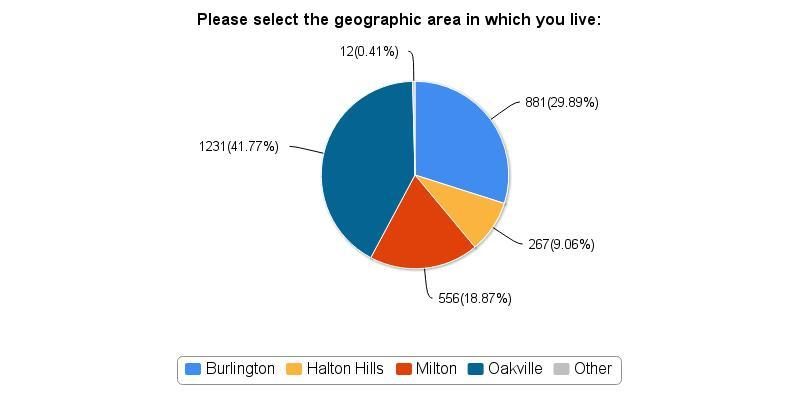 Please select the geographic area in which you live:
12(0.41%)
881(29.89%)
1231(41.77%)
267(9.06%)
556(18.87%)
Burlington Halton Hills Milton Oakville Other